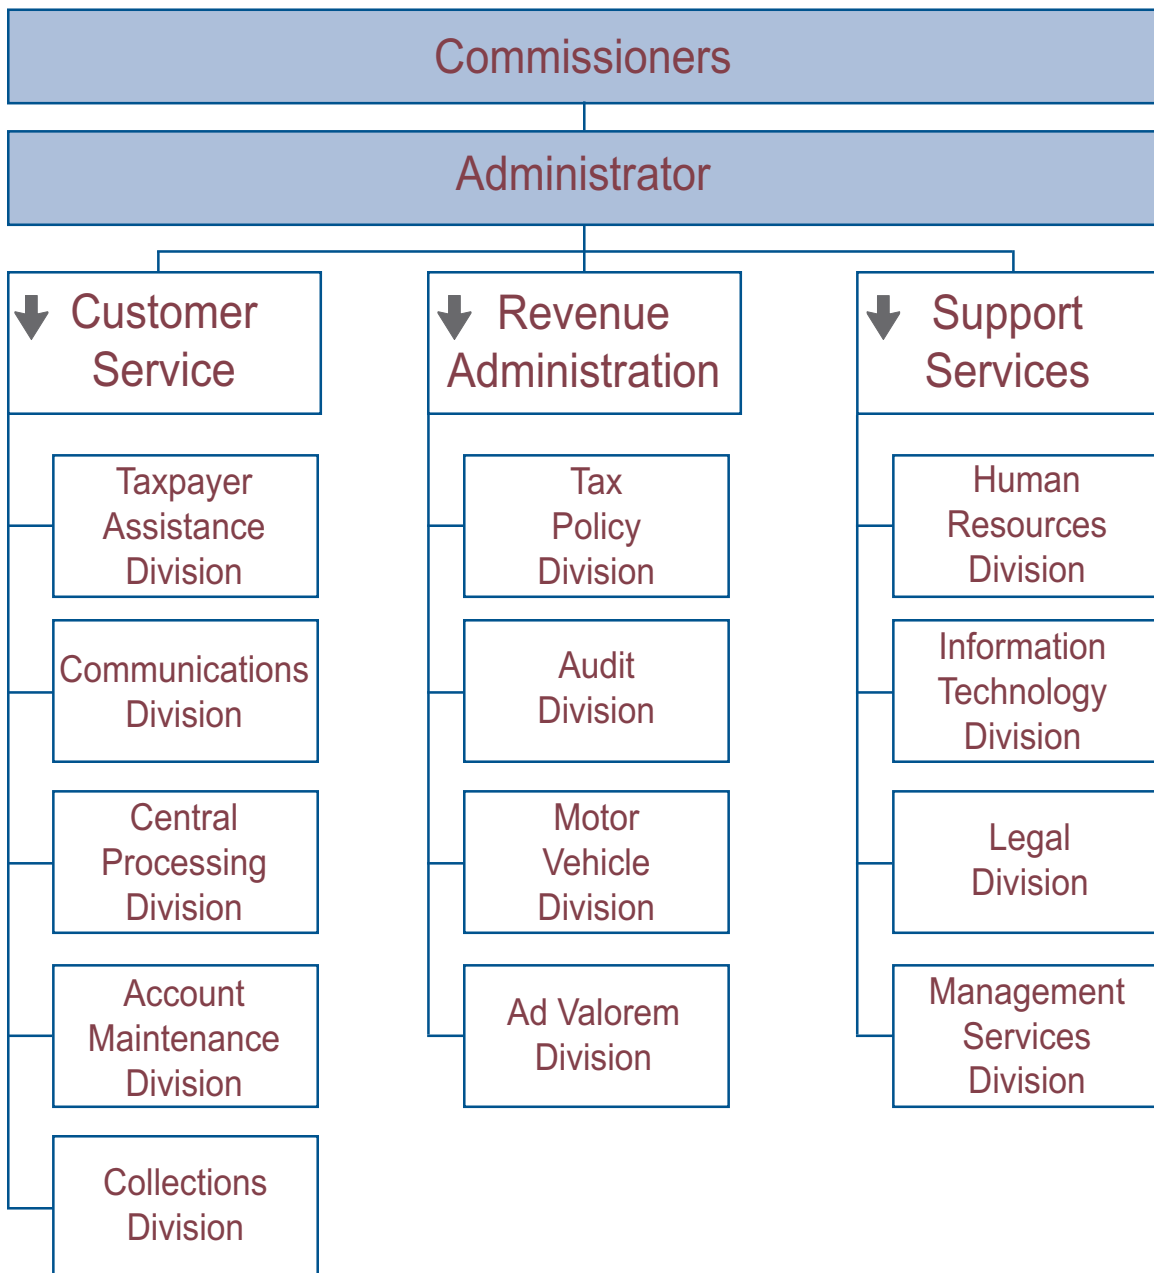 Commissioners
Administrator
Customer
Service
Taxpayer
Assistance
Division
Communications
Division
Central
Processing
Division
Account
Maintenance
Division
Collections
Division
Revenue
Administration
Tax
Policy
Division
Audit
Division
Motor
Vehicle
Division
Ad Valorem
Division
Support
Services
Human
Resources
Division
Information
Technology
Division
Legal
Division
Management
Services
Division